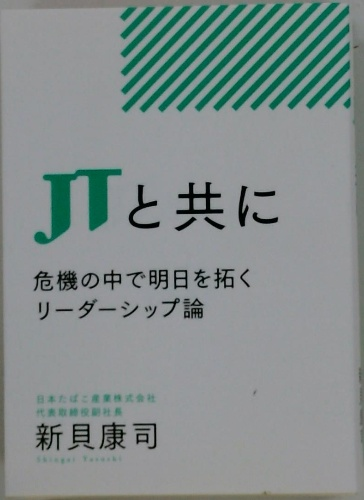 JTと共に
危機の中で明日を拓く
リーダーシップ論
日本たばこ産業株式会社
代表取締役副社長
新貝康司
Shingai Yasushi